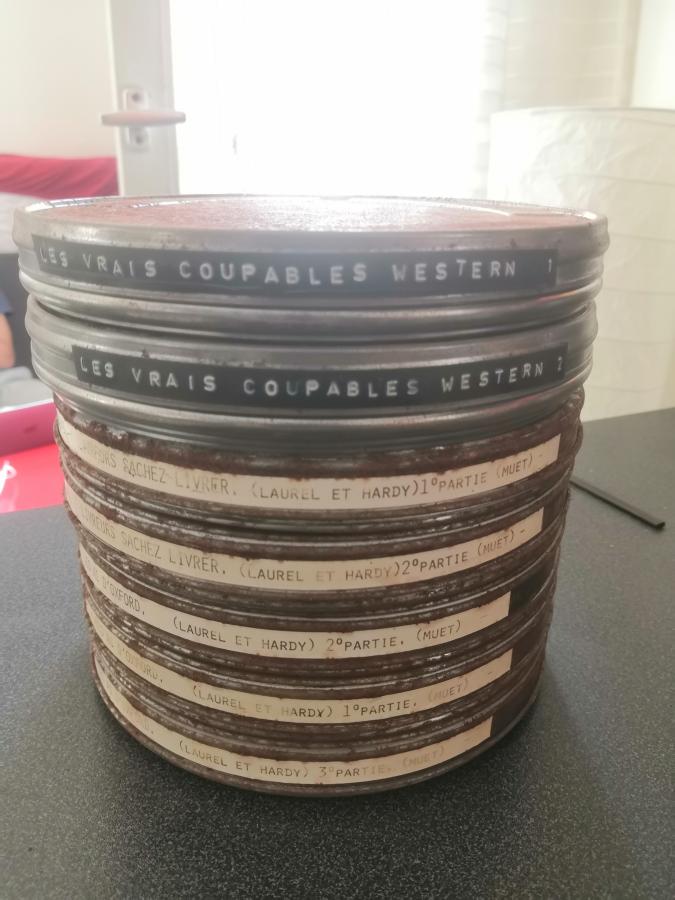 LES VRAIS COUPABLES WESTERN 1
LES VRAIS COUPABLES WESTERN 2
SACHEZ LIVRER. (LAUREL ET HARDY) 1°PARTIE (MUET) -
SACHEZ LIVRER. (LAUREL ET HARDY) 2°PARTIE (MUET) -
D'OXFORD. (LAUREL ET HARDY) 2°PARTIE. (MUET) -
D'OXFORD. (LAUREL ET HARDY) 1°PARTIE. (MUET) -
(LAUREL ET HARDY) 3°PARTIE. (MUET) -